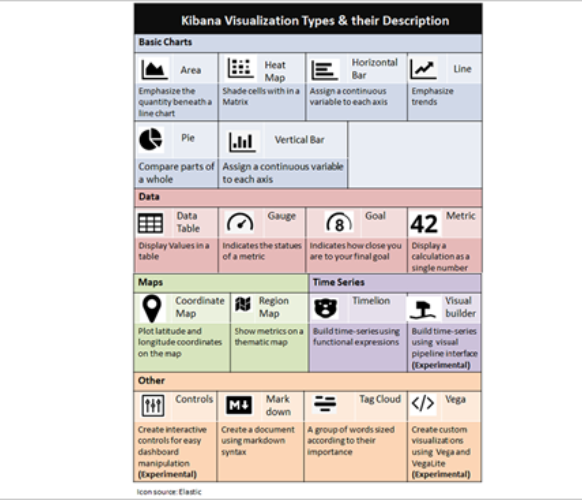 Kibana Visualization Types & their Description
Basic Charts
Area
Heat
Map
Horizontal
Bar
Line
Emphasize the
quantity beneath a
line chart
Shade cells with in a
Matrix
Assign a continuous
variable to each axis
Emphasize
trends
Pie
Vertical Bar
Compare parts of
a whole
Assign a continuous variable
to each axis
Data
Data
Table
Gauge
8
Goal
42
Metric
Display Values in a
table
Indicates the statues
of a metric
Indicates how close you
are to your final goal
Display a
calculation as a
single number
Maps
Time Series
Coordinate
Map
Region
Map
Timelion
Visual
builder
Plot latitude and
longitude coordinates
on the map
Show metrics on a
thematic map
Build time-series using
functional expressions
Build time-series
using visual
pipeline interface
(Experimental)
Other
Controls
M
Mark
down
Tag Cloud
</>
Vega
Create interactive
controls for easy
dashboard
manipulation
(Experimental)
Create a document
using markdown
syntax
A group of words sized
according to their
importance
Create custom
visualizations
using Vega and
VegaLite
(Experimental)
Icon source: Elastic